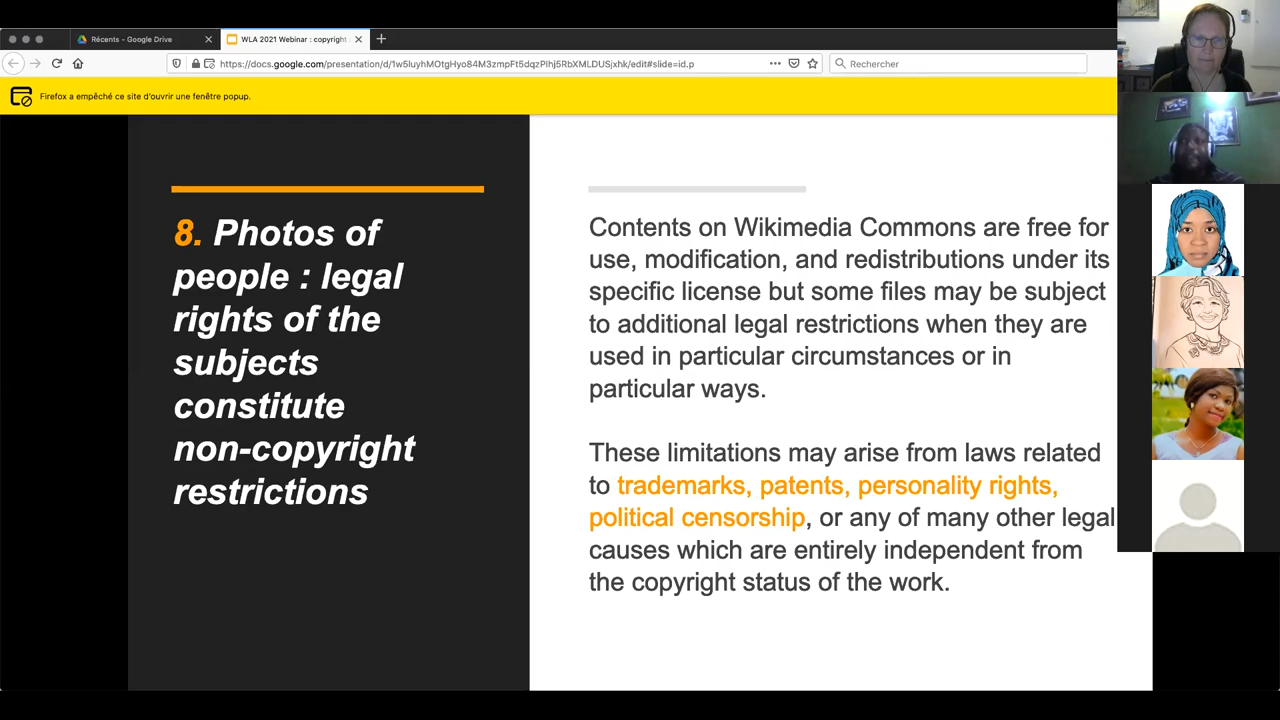 Récents - Google Drive
WLA 2021 Webinar : copyright
https://docs.google.com/presentation/d/1w5IuyhMOtgHyo84M3zmpFt5dqzPlhj5RbXMLDUSjxhk/edit#slide=id.p
Rechercher
Firefox a empêché ce site d'ouvrir une fenêtre popup.
8. Photos of
people : legal
rights of the
subjects
constitute
non-copyright
restrictions
Contents on Wikimedia Commons are free for
use, modification, and redistributions under its
specific license but some files may be subject
to additional legal restrictions when they are
used in particular circumstances or in
particular ways.
These limitations may arise from laws related
to trademarks, patents, personality rights,
political censorship, or any of many other legal
causes which are entirely independent from
the copyright status of the work.